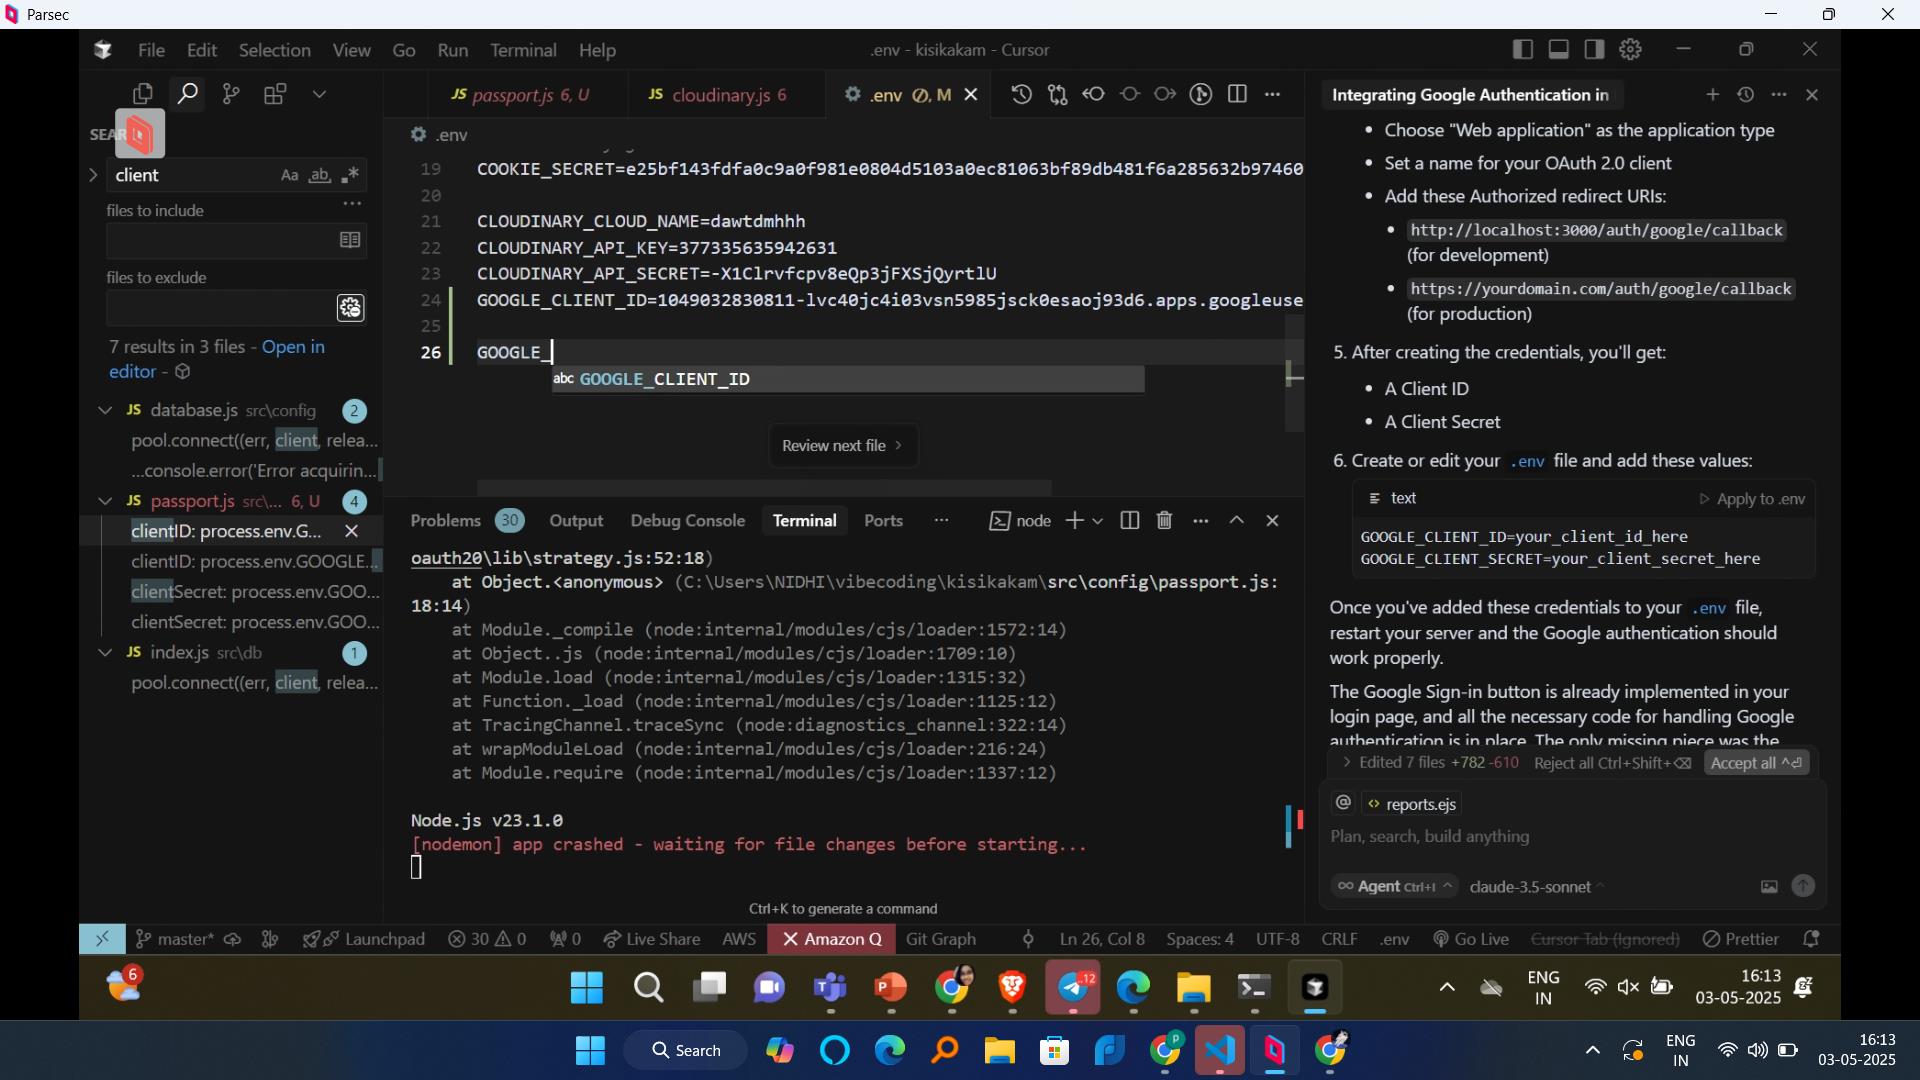 Parsec
File Edit Selection View Go Run Terminal Help
.env - kisikakam - Cursor
JS passport.js 6, U
JS cloudinary.js 6
.env M
Integrating Google Authentication in
SEAR
client
files to include
files to exclude
7 results in 3 files - Open in
editor -
JS database.js src\config 2
pool.connect((err, client, relea...
...console.error('Error acquirin...
JS passport.js src\... 6, U 4
clientID: process.env.G...
clientID: process.env.GOOGLE...
clientSecret: process.env.GOO...
clientSecret: process.env.GOO...
JS index.js src\db 1
pool.connect((err, client, relea...
.env
19 COOKIE_SECRET=e25bf143fdfa0c9a0f981e0804d5103a0ec81063bf89db481f6a285632b97460
20
21 CLOUDINARY_CLOUD_NAME=dawtdmhhh
22 CLOUDINARY_API_KEY=377335635942631
23 CLOUDINARY_API_SECRET=-X1Clrvfcpv8eQp3jFXSjQyrtlU
24 GOOGLE_CLIENT_ID=1049032830811-lvc40jc4i03vsn5985jsck0esaoj93d6.apps.googleuse
25
26 GOOGLE_
abc GOOGLE_CLIENT_ID
Review next file >
Problems 30 Output Debug Console Terminal Ports ... node
oauth20\lib\strategy.js:52:18)
at Object.<anonymous> (C:\Users\NIDHI\vibecoding\kisikakam\src\config\passport.js:
18:14)
at Module._compile (node:internal/modules/cjs/loader:1572:14)
at Object..js (node:internal/modules/cjs/loader:1709:10)
at Module.load (node:internal/modules/cjs/loader:1315:32)
at Function._load (node:internal/modules/cjs/loader:1125:12)
at TracingChannel.traceSync (node:diagnostics_channel:322:14)
at wrapModuleLoad (node:internal/modules/cjs/loader:216:24)
at Module.require (node:internal/modules/cjs/loader:1337:12)
Node.js v23.1.0
[nodemon] app crashed - waiting for file changes before starting...
Ctrl+K to generate a command
• Choose "Web application" as the application type
• Set a name for your OAuth 2.0 client
• Add these Authorized redirect URIs:
• http://localhost:3000/auth/google/callback
(for development)
• https://yourdomain.com/auth/google/callback
(for production)
5. After creating the credentials, you'll get:
• A Client ID
• A Client Secret
6. Create or edit your .env file and add these values:
text Apply to .env
GOOGLE_CLIENT_ID=your_client_id_here
GOOGLE_CLIENT_SECRET=your_client_secret_here
Once you've added these credentials to your .env file,
restart your server and the Google authentication should
work properly.
The Google Sign-in button is already implemented in your
login page, and all the necessary code for handling Google
authentication is in place. The only missing piece was the
> Edited 7 files +782 -610 Reject all Ctrl+Shift+⌫ Accept all ^⏎
@ <> reports.ejs
Plan, search, build anything
∞ Agent Ctrl+I claude-3.5-sonnet
master* Launchpad 30 0 0 Live Share AWS Amazon Q Git Graph Ln 26, Col 8 Spaces: 4 UTF-8 CRLF .env Go Live Cursor Tab (Ignored) Prettier
6
12
ENG
IN
16:13
03-05-2025
Search
ENG
IN
16:13
03-05-2025